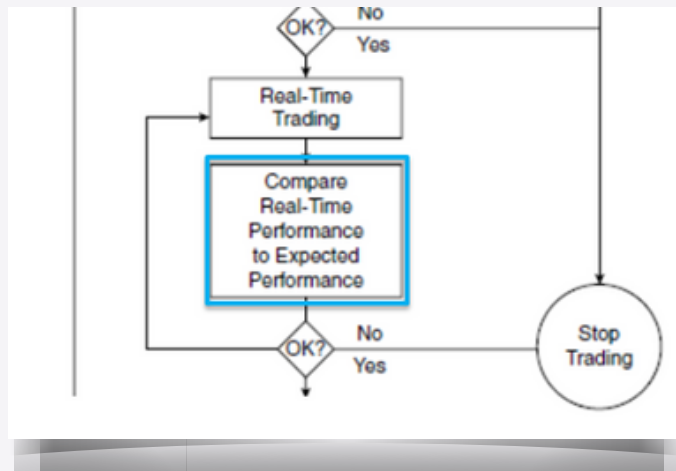 No
OK?
Yes
Real-Time
Trading
Compare
Real-Time
Performance
to Expected
Performance
No
OK?
Yes
Stop
Trading